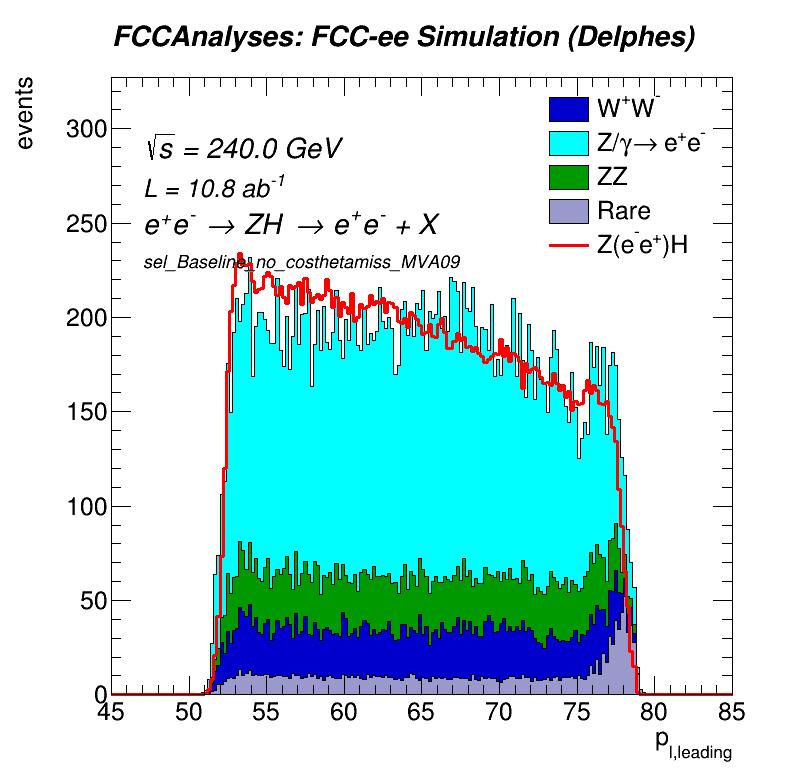 FCCAnalyses: FCC-ee Simulation (Delphes)
events
√s = 240.0 GeV
L = 10.8 ab⁻¹
e⁺e⁻ → ZH → e⁺e⁻ + X
sel_Baseline_no_costhetamiss_MVA09
W⁺W⁻
Z/γ→ e⁺e⁻
ZZ
Rare
Z(e⁻e⁺)H
300
250
200
150
100
50
0
45 50 55 60 65 70 75 80 85
p_l,leading